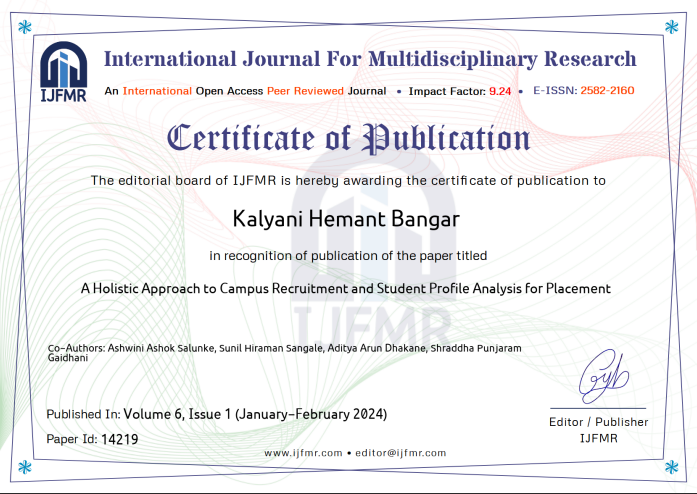 International Journal For Multidisciplinary Research
IJFMR
An International Open Access Peer Reviewed Journal • Impact Factor: 9.24 • E-ISSN: 2582-2160
Certificate of Publication
The editorial board of IJFMR is hereby awarding the certificate of publication to
Kalyani Hemant Bangar
in recognition of publication of the paper titled
A Holistic Approach to Campus Recruitment and Student Profile Analysis for Placement
IJFMR
Co-Authors: Ashwini Ashok Salunke, Sunil Hiraman Sangale, Aditya Arun Dhakane, Shraddha Punjaram
Gaidhani
Published In: Volume 6, Issue 1 (January-February 2024)
Paper Id: 14219
Editor / Publisher
IJFMR
www.ijfmr.com • editor@ijfmr.com